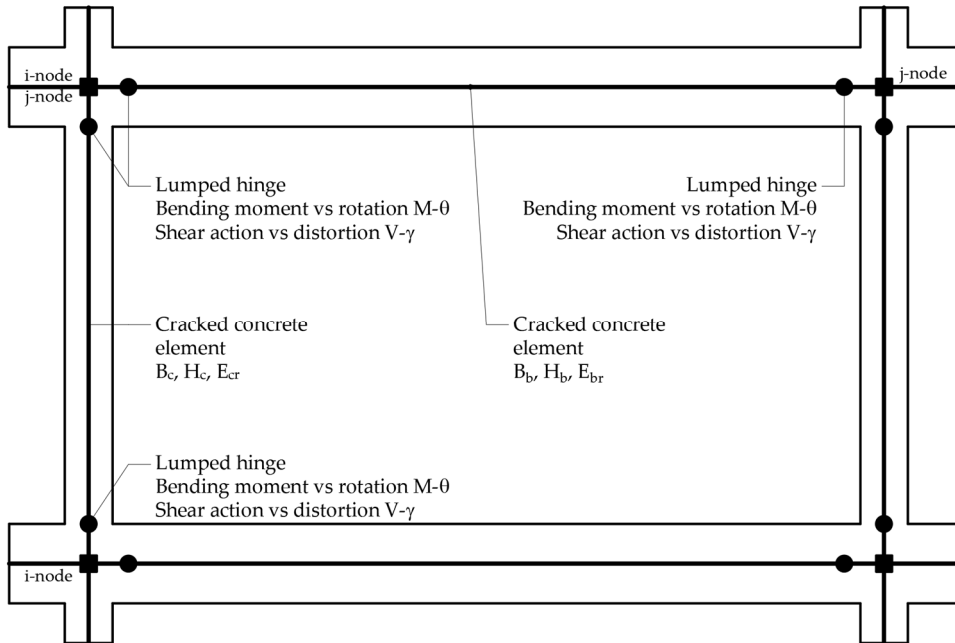 i-node
j-node
j-node
Lumped hinge
Bending moment vs rotation M-θ
Shear action vs distortion V-γ
Lumped hinge
Bending moment vs rotation M-θ
Shear action vs distortion V-γ
Cracked concrete
element
Bc, Hc, Ecr
Cracked concrete
element
Bb, Hb, Ebr
Lumped hinge
Bending moment vs rotation M-θ
Shear action vs distortion V-γ
i-node